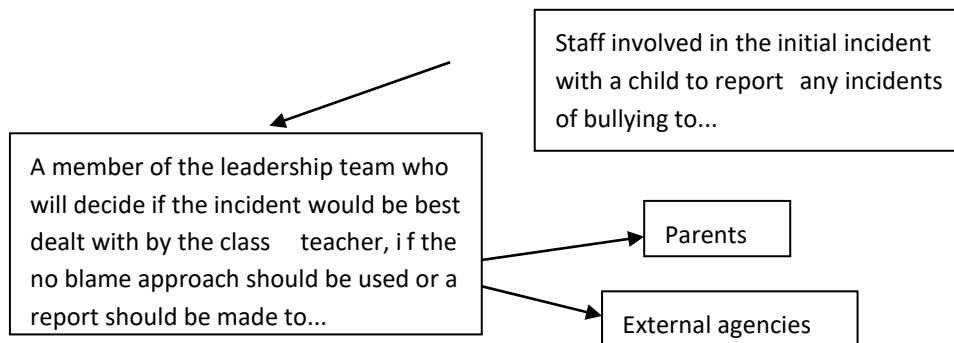 Staff involved in the initial incident
with a child to report any incidents
of bullying to...
A member of the leadership team who
will decide if the incident would be best
dealt with by the class teacher, i f the
no blame approach should be used or a
report should be made to...
Parents
External agencies